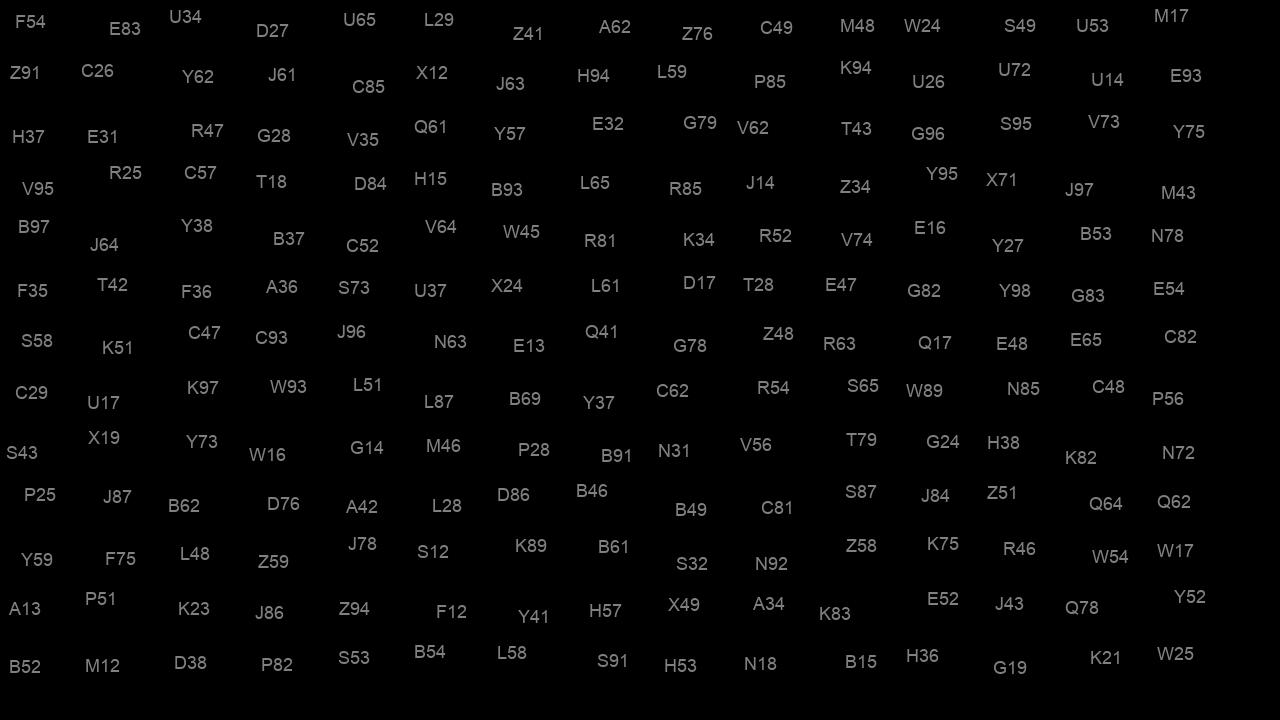 F54 E83 U34 D27 U65 L29 Z41 A62 Z76 C49 M48 W24 S49 U53 M17
Z91 C26 Y62 J61 C85 X12 J63 H94 L59 P85 K94 U26 U72 U14 E93
H37 E31 R47 G28 V35 Q61 Y57 E32 G79 V62 T43 G96 S95 V73 Y75
V95 R25 C57 T18 D84 H15 B93 L65 R85 J14 Z34 Y95 X71 J97 M43
B97 J64 Y38 B37 C52 V64 W45 R81 K34 R52 V74 E16 Y27 B53 N78
F35 T42 F36 A36 S73 U37 X24 L61 D17 T28 E47 G82 Y98 G83 E54
S58 K51 C47 C93 J96 N63 E13 Q41 G78 Z48 R63 Q17 E48 E65 C82
C29 U17 K97 W93 L51 L87 B69 Y37 C62 R54 S65 W89 N85 C48 P56
S43 X19 Y73 W16 G14 M46 P28 B91 N31 V56 T79 G24 H38 K82 N72
P25 J87 B62 D76 A42 L28 D86 B46 B49 C81 S87 J84 Z51 Q64 Q62
Y59 F75 L48 Z59 J78 S12 K89 B61 S32 N92 Z58 K75 R46 W54 W17
A13 P51 K23 J86 Z94 F12 Y41 H57 X49 A34 K83 E52 J43 Q78 Y52
B52 M12 D38 P82 S53 B54 L58 S91 H53 N18 B15 H36 G19 K21 W25